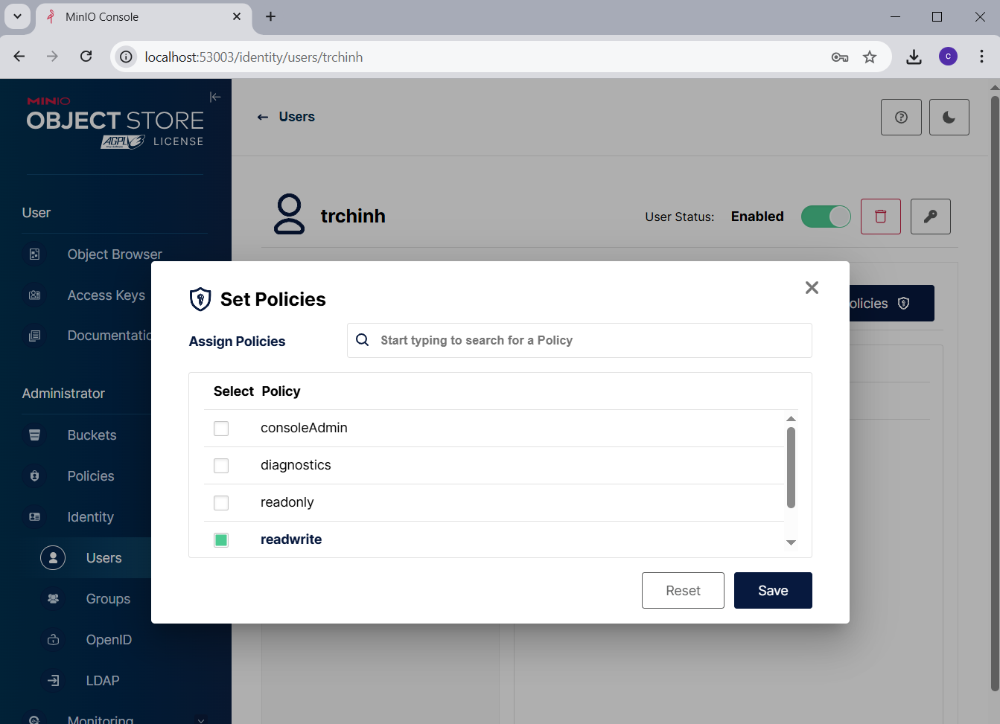 MinIO Console
localhost:53003/identity/users/trchinh
C
MINIO
OBJECT STORE
AGPLv3 LICENSE
Users
User
trchinh
User Status: Enabled
Object Browser
Access Keys
Documentatio
olicies
Set Policies
Assign Policies
Start typing to search for a Policy
Select Policy
consoleAdmin
diagnostics
readonly
readwrite
Reset
Save
Administrator
Buckets
Policies
Identity
Users
Groups
OpenID
LDAP
Monitoring